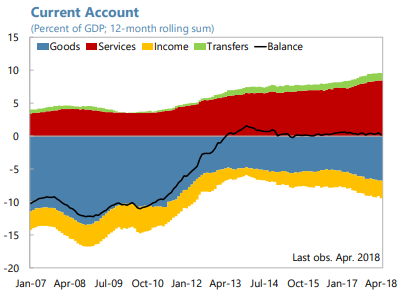 Current Account
(Percent of GDP; 12-month rolling sum)
15
Goods Services Income Transfers Balance
10
5
0
-5
-10
-15
Last obs. Apr. 2018
-20
Jan-07 Apr-08 Jul-09 Oct-10 Jan-12 Apr-13 Jul-14 Oct-15 Jan-17 Apr-18